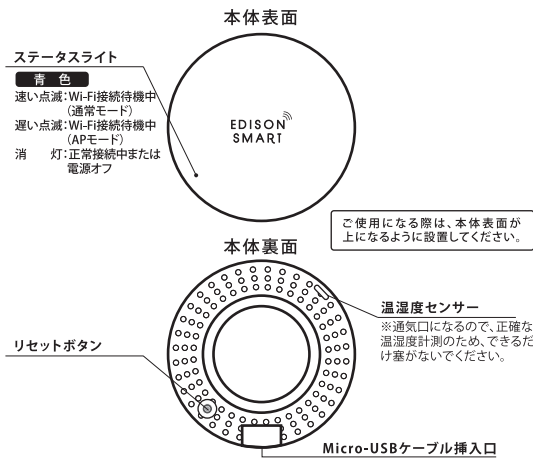 本体表面
ステータスライト
青 色
速い点滅：Wi-Fi接続待機中
（通常モード）
遅い点滅：Wi-Fi接続待機中
（APモード）
消 灯：正常接続中または
電源オフ
EDISON
SMART
ご使用になる際は、本体表面が
上になるように設置してください。
本体裏面
温湿度センサー
※通気口になるので、正確な
温湿度計測のため、できるだ
け塞がないでください。
リセットボタン
Micro-USBケーブル挿入口